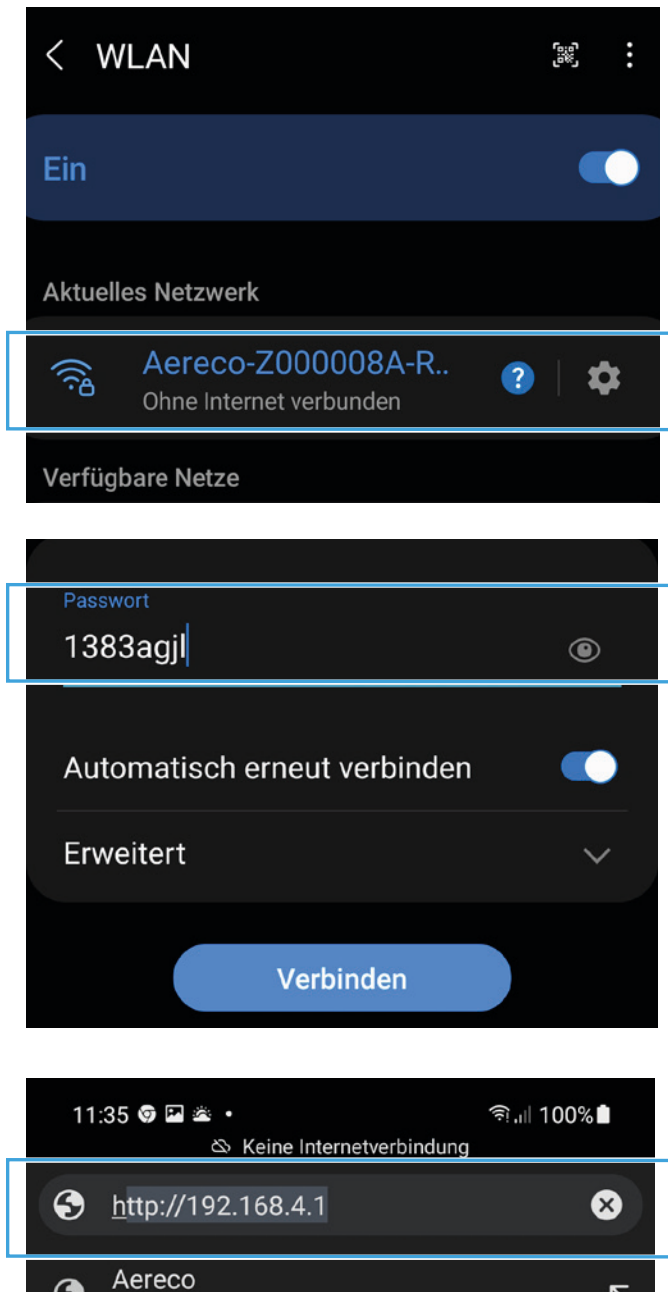 WLAN
Ein
Aktuelles Netzwerk
Aereco-Z000008A-R..
Ohne Internet verbunden
Verfügbare Netze
Passwort
1383agjl
Automatisch erneut verbinden
Erweitert
Verbinden
11:35 100%
Keine Internetverbindung
http://192.168.4.1
Aereco